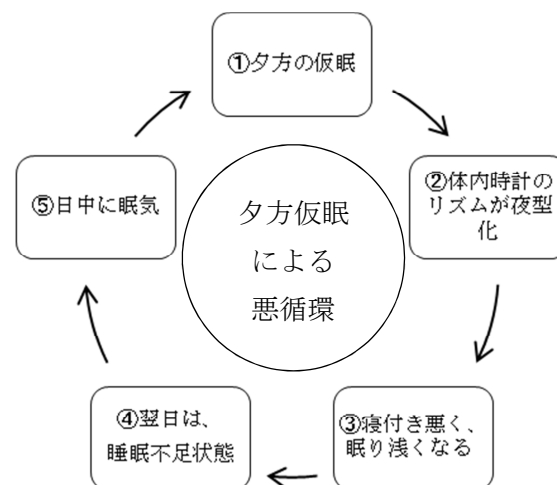 ①夕方の仮眠
②体内時計の
リズムが夜型
化
③寝付き悪く、
眠り浅くなる
④翌日は、
睡眠不足状態
⑤日中に眠気
夕方仮眠
による
悪循環